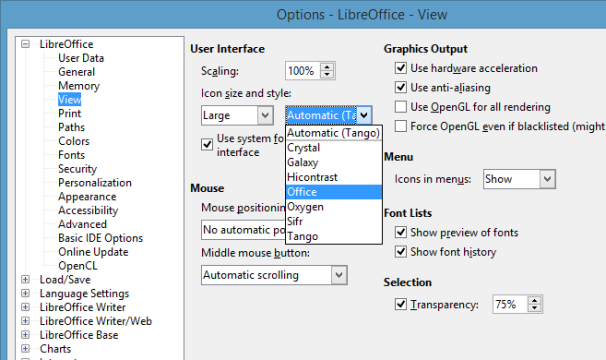 Options - LibreOffice - View
LibreOffice
User Data
General
Memory
View
Print
Paths
Colors
Fonts
Security
Personalization
Appearance
Accessibility
Advanced
Basic IDE Options
Online Update
OpenCL
Load/Save
Language Settings
LibreOffice Writer
LibreOffice Writer/Web
LibreOffice Base
Charts
User Interface
Scaling: 100%
Icon size and style:
Large Automatic (Ta
Automatic (Tango)
Crystal
Galaxy
Hicontrast
Office
Oxygen
Sifr
Tango
Use system fo
interface
Mouse
Mouse positionin
No automatic po
Middle mouse button:
Automatic scrolling
Graphics Output
Use hardware acceleration
Use anti-aliasing
Use OpenGL for all rendering
Force OpenGL even if blacklisted (might
Menu
Icons in menus: Show
Font Lists
Show preview of fonts
Show font history
Selection
Transparency: 75%